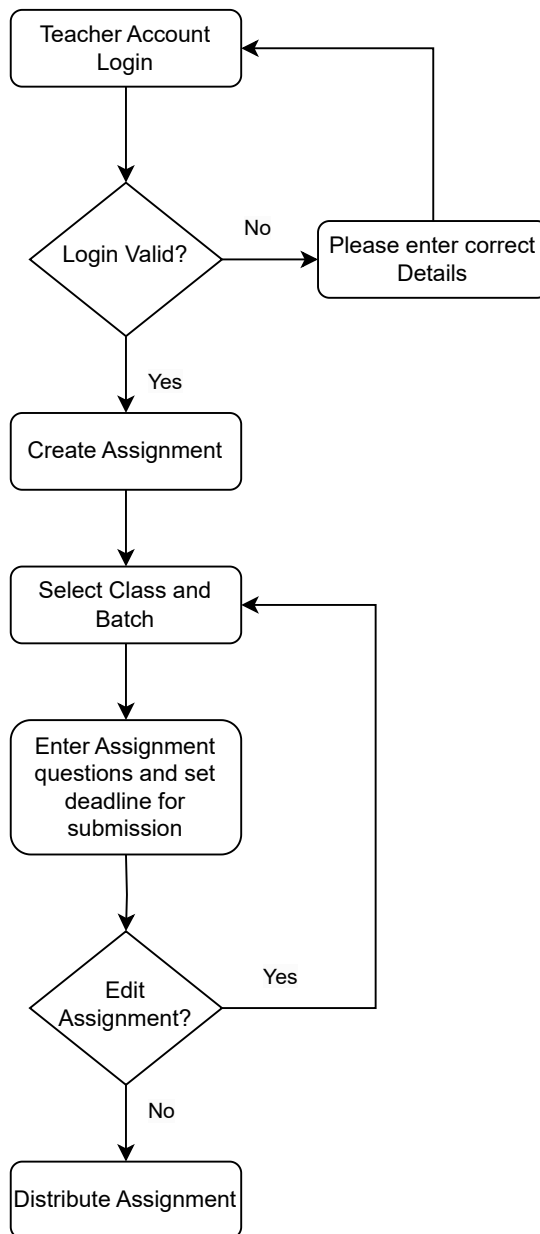 Teacher Account
Login
Login Valid?
No
Please enter correct
Details
Yes
Create Assignment
Select Class and
Batch
Enter Assignment
questions and set
deadline for
submission
Edit
Assignment?
Yes
No
Distribute Assignment